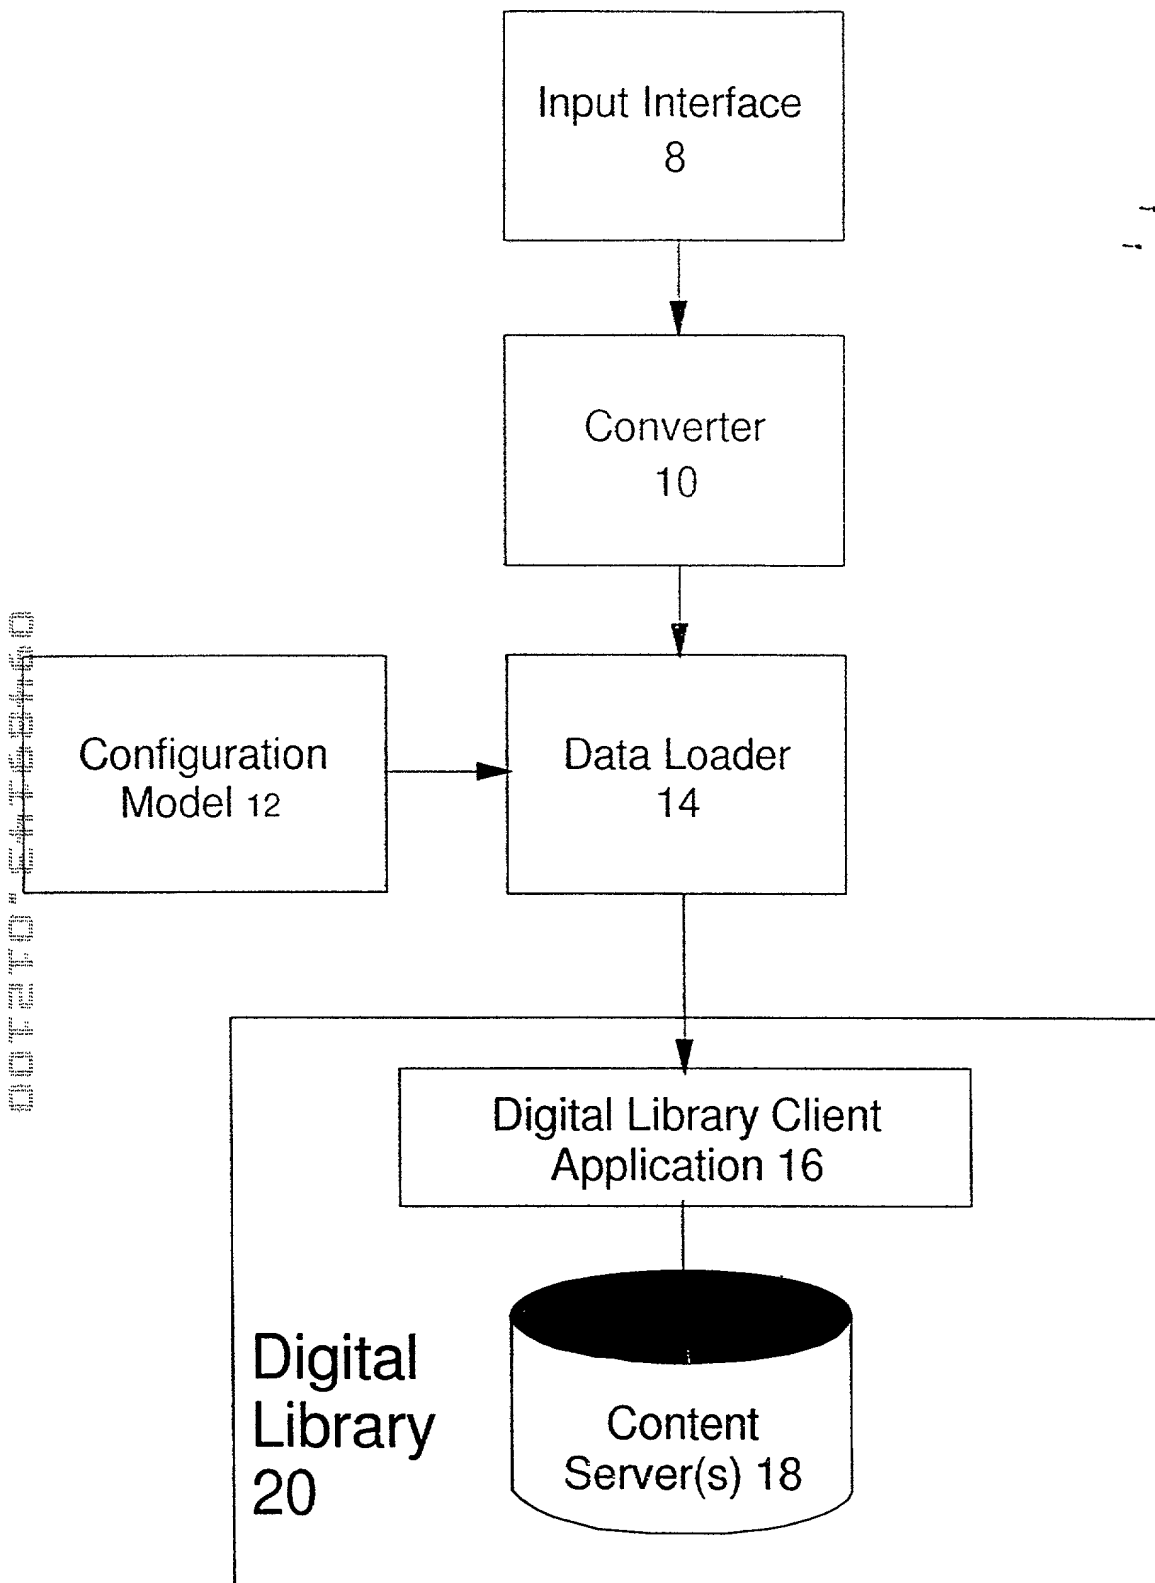 Input Interface
8
Converter
10
Configuration
Model 12
Data Loader
14
Digital Library Client
Application 16
Digital
Library
20
Content
Server(s) 18